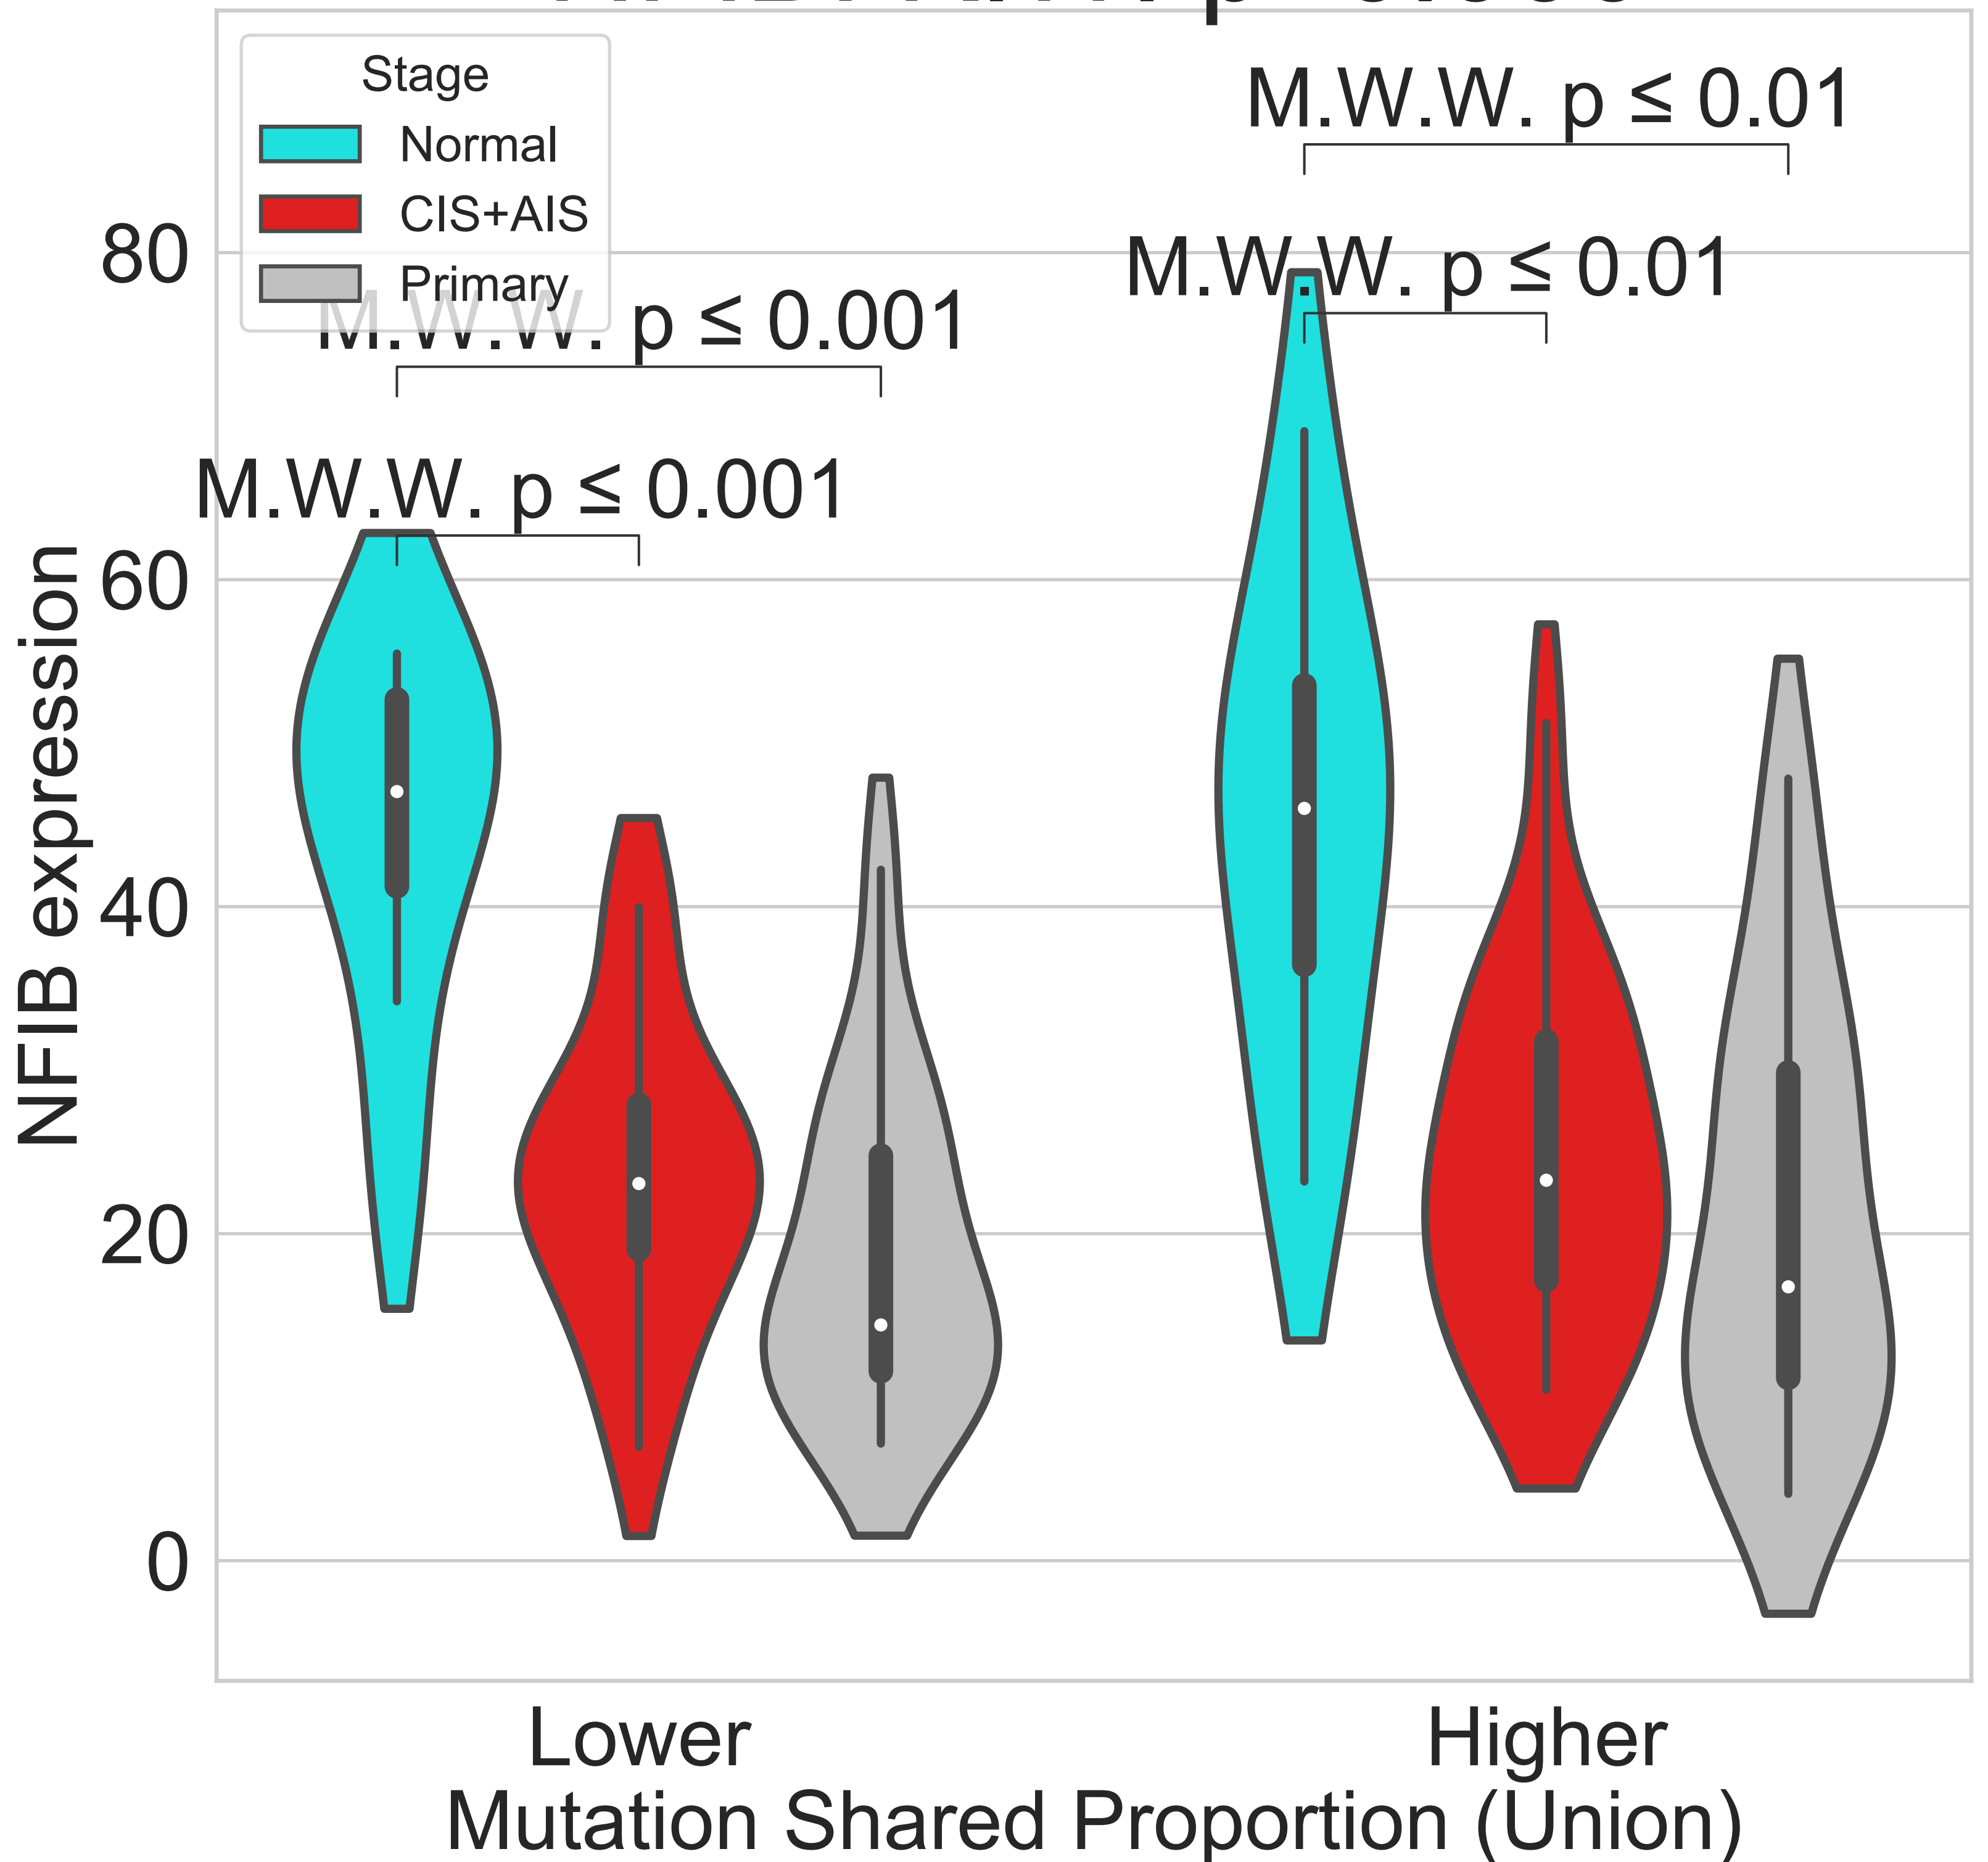 Stage
Normal
CIS+AIS
Primary
M.W.W. p ≤ 0.01
M.W.W. p ≤ 0.01
M.W.W. p ≤ 0.001
M.W.W. p ≤ 0.001
80
60
40
20
0
NFIB expression
Lower
Higher
Mutation Shared Proportion (Union)